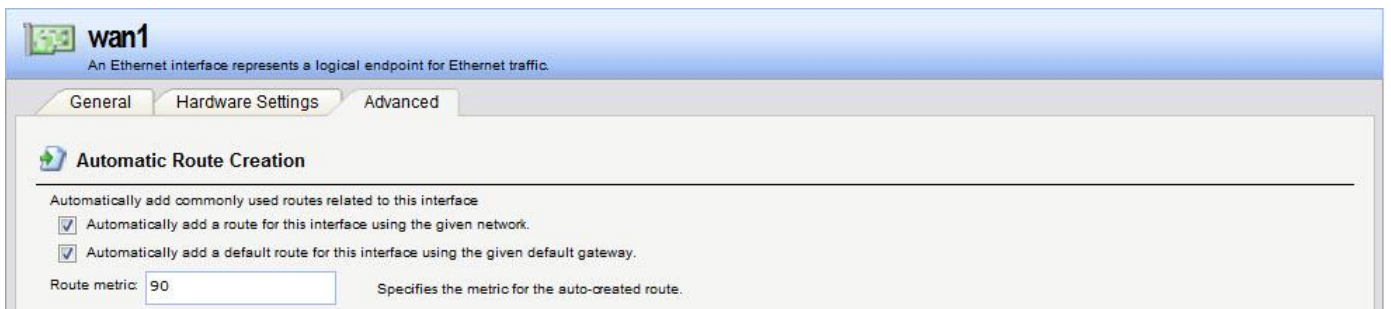 wan1
An Ethernet interface represents a logical endpoint for Ethernet traffic.
General Hardware Settings Advanced
Automatic Route Creation
Automatically add commonly used routes related to this interface
Automatically add a route for this interface using the given network.
Automatically add a default route for this interface using the given default gateway.
Route metric: 90 Specifies the metric for the auto-created route.